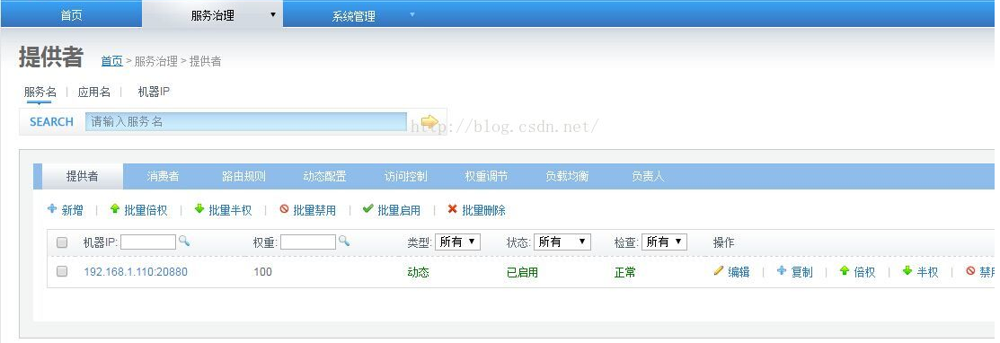 首页 服务治理 系统管理
提供者 首页 > 服务治理 > 提供者
服务名 | 应用名 | 机器IP
SEARCH 请输入服务名
http://blog.csdn.net/
提供者 消费者 路由规则 动态配置 访问控制 权重调节 负载均衡 负责人
新增 | 批量倍权 | 批量半权 | 批量禁用 | 批量启用 | 批量删除
机器IP: 权重: 类型: 所有 状态: 所有 检查: 所有 操作
192.168.1.110:20880 100 动态 已启用 正常 编辑 | 复制 | 倍权 | 半权 | 禁用